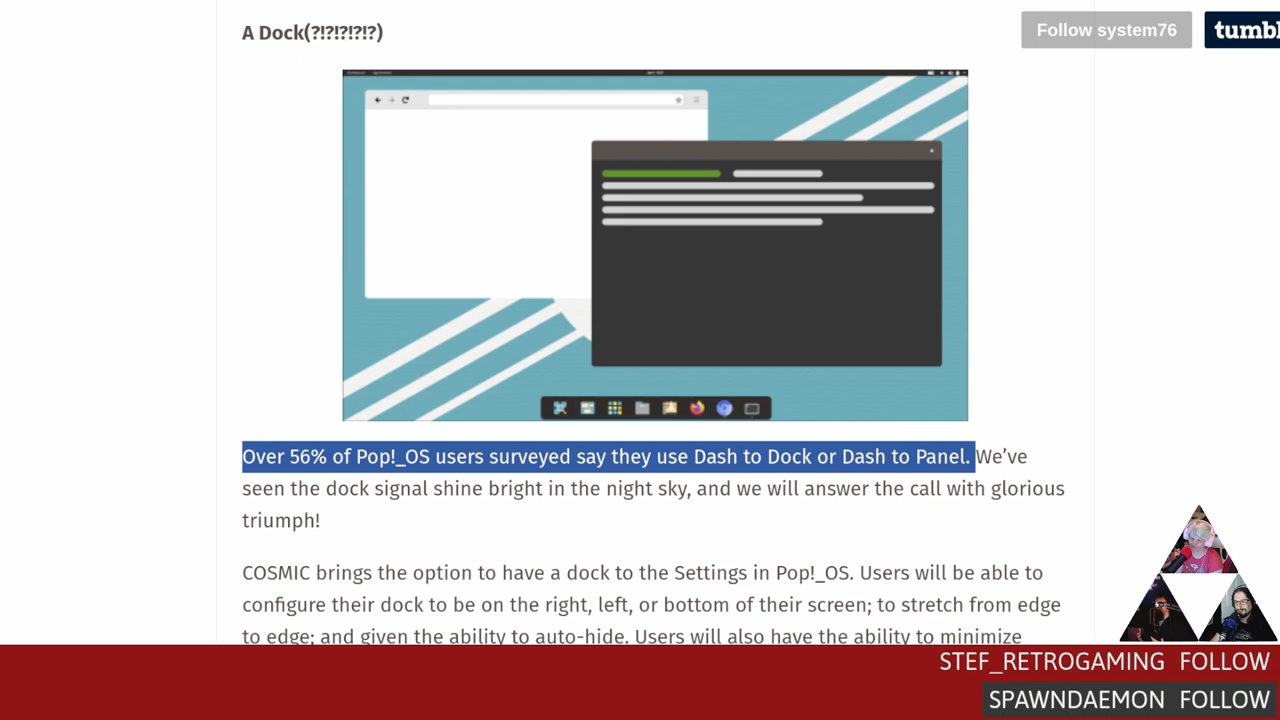 A Dock(?!?!?!?!?)
Follow system76
tumbl
Over 56% of Pop!_OS users surveyed say they use Dash to Dock or Dash to Panel. We’ve
seen the dock signal shine bright in the night sky, and we will answer the call with glorious
triumph!
COSMIC brings the option to have a dock to the Settings in Pop!_OS. Users will be able to
configure their dock to be on the right, left, or bottom of their screen; to stretch from edge
to edge; and given the ability to auto-hide. Users will also have the ability to minimize
STEF_RETROGAMING FOLLOW
SPAWNDAEMON FOLLOW